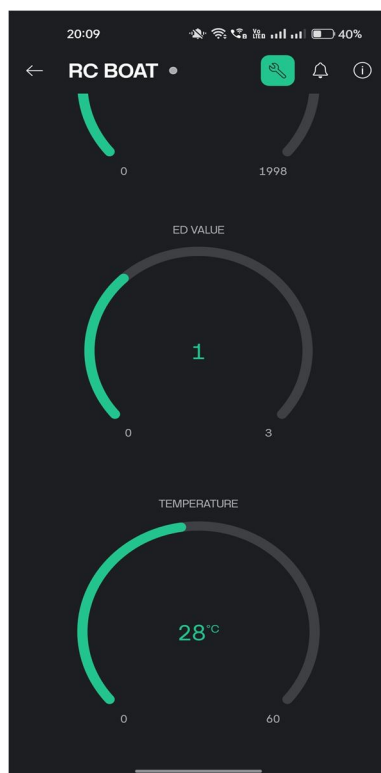 20:09 40%
RC BOAT
0 1998
ED VALUE
1
0 3
TEMPERATURE
28°C
0 60